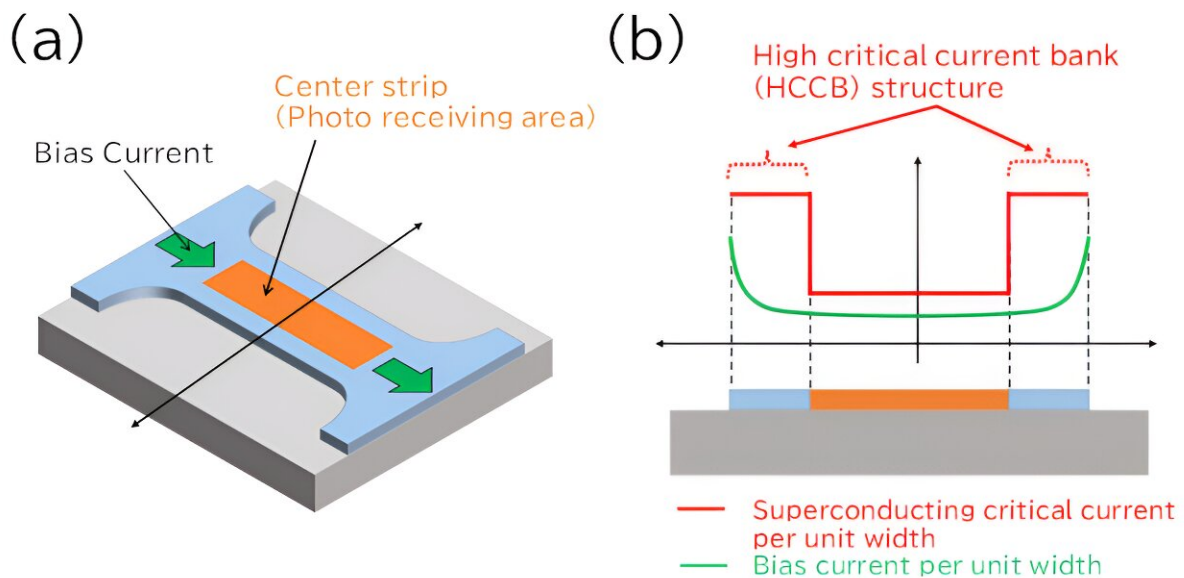 (a)
Center strip
(Photo receiving area)
Bias Current
(b)
High critical current bank
(HCCB) structure
Superconducting critical current
per unit width
Bias current per unit width